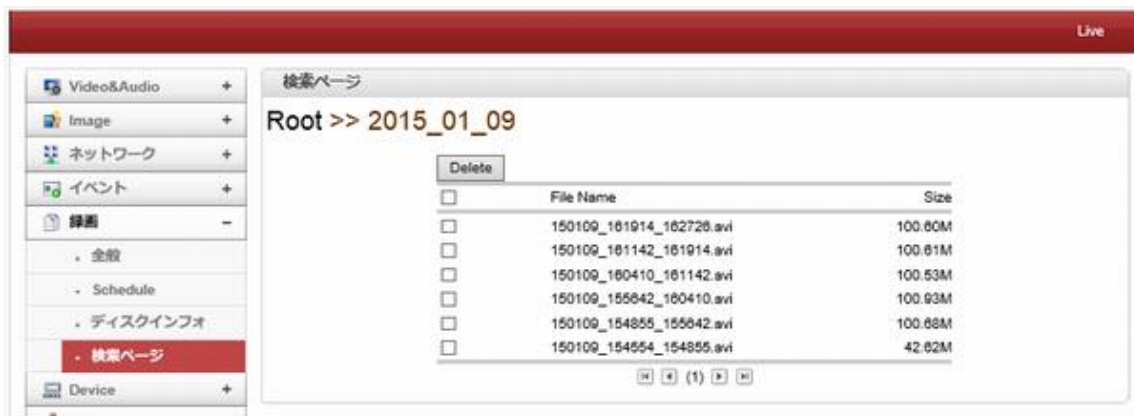 Live
Video&Audio +
Image +
ネットワーク +
イベント +
録画 -
全般
Schedule
ディスクインフォ
検索ページ
Device +
検索ページ
Root >> 2015_01_09
Delete
File Name Size
150109_161914_162726.avi 100.60M
150109_161142_161914.avi 100.61M
150109_160410_161142.avi 100.53M
150109_155642_160410.avi 100.93M
150109_154855_155642.avi 100.68M
150109_154554_154855.avi 42.62M
(1)